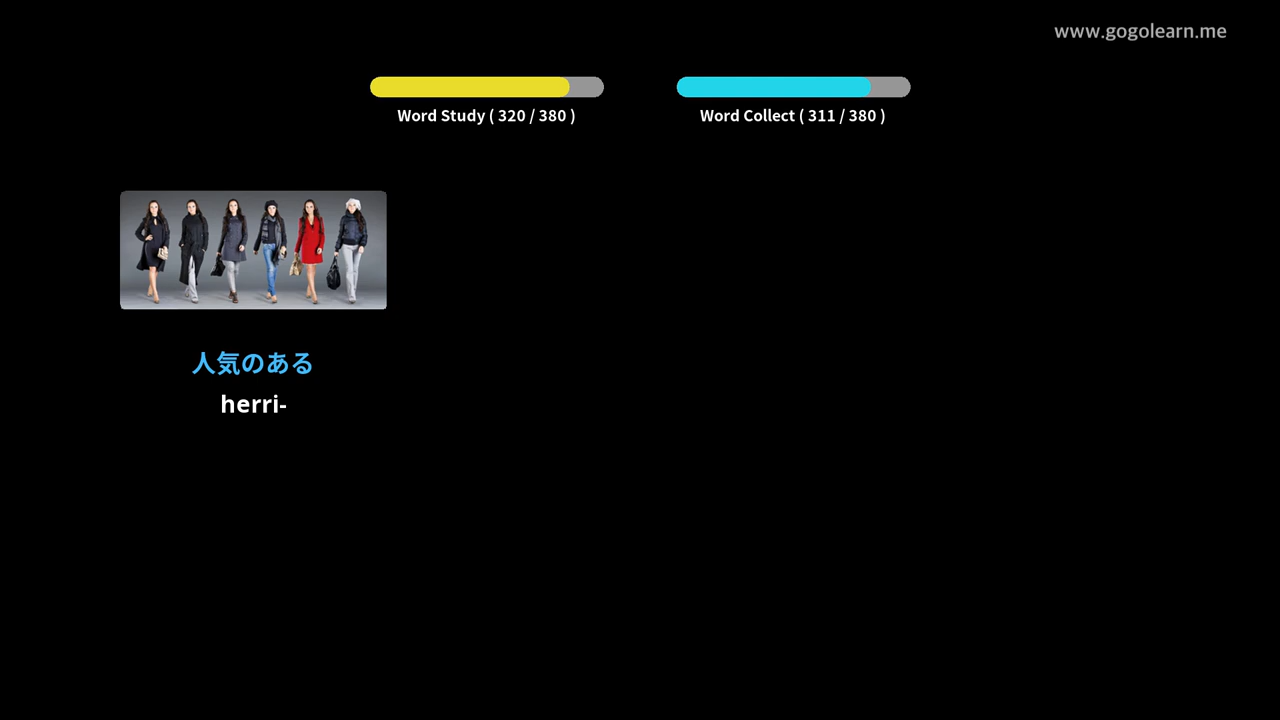 www.gogolearn.me
Word Study ( 320 / 380 )
Word Collect ( 311 / 380 )
人気のある
herri-